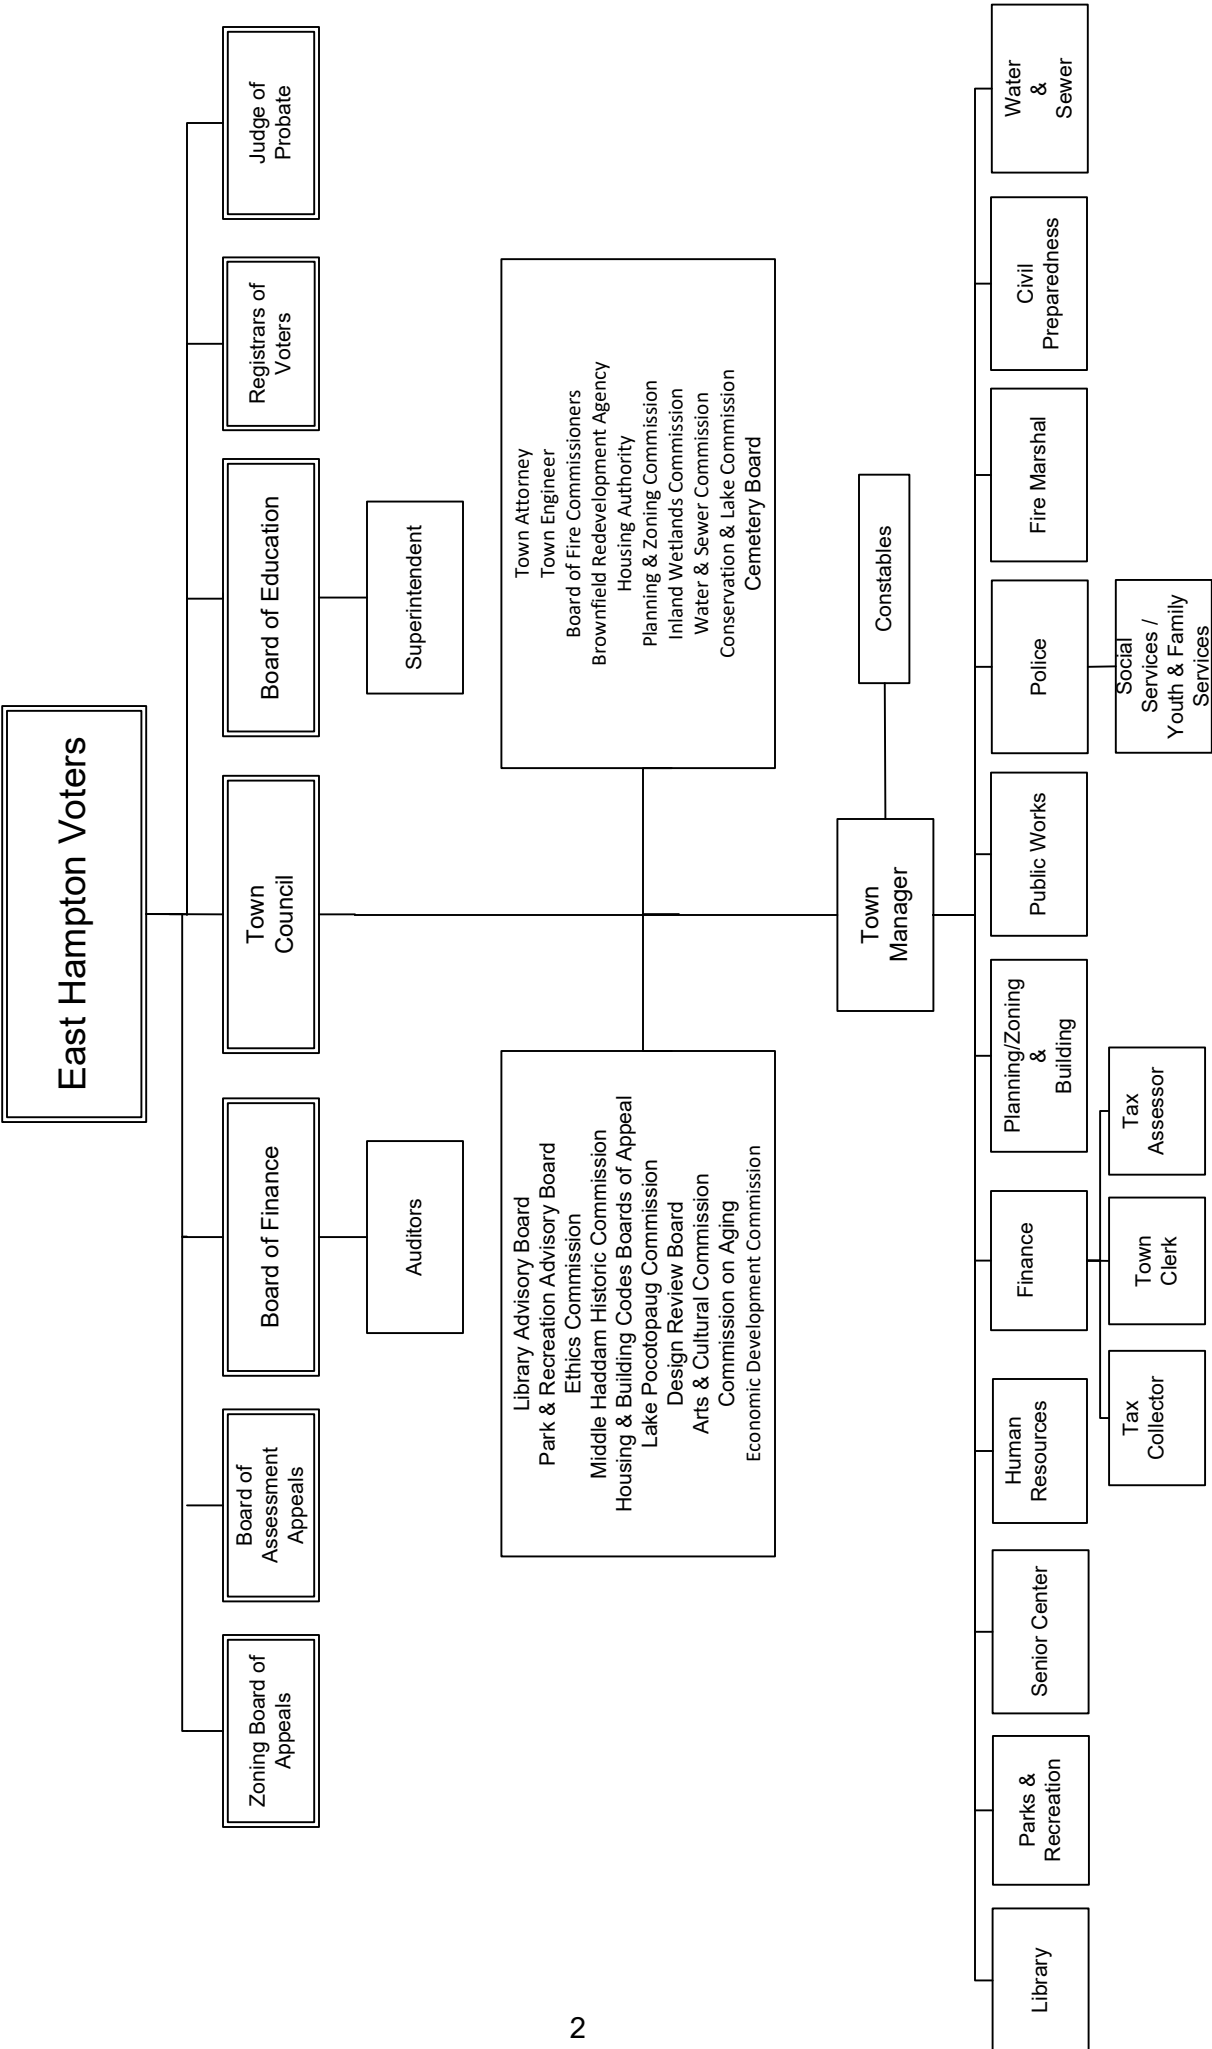 East Hampton Voters
Zoning Board of
Appeals
Board of
Assessment
Appeals
Board of Finance
Town
Council
Board of Education
Registrars of
Voters
Judge of
Probate
Auditors
Superintendent
Library Advisory Board
Park & Recreation Advisory Board
Ethics Commission
Middle Haddam Historic Commission
Housing & Building Codes Boards of Appeal
Lake Pocotopaug Commission
Design Review Board
Arts & Cultural Commission
Commission on Aging
Economic Development Commission
Town Attorney
Town Engineer
Board of Fire Commissioners
Brownfield Redevelopment Agency
Housing Authority
Planning & Zoning Commission
Inland Wetlands Commission
Water & Sewer Commission
Conservation & Lake Commission
Cemetery Board
Town
Manager
Constables
Library
Parks &
Recreation
Senior Center
Human
Resources
Finance
Planning/Zoning
&
Building
Public Works
Police
Fire Marshal
Civil
Preparedness
Water
&
Sewer
Tax
Collector
Town
Clerk
Tax
Assessor
Social
Services /
Youth & Family
Services
2